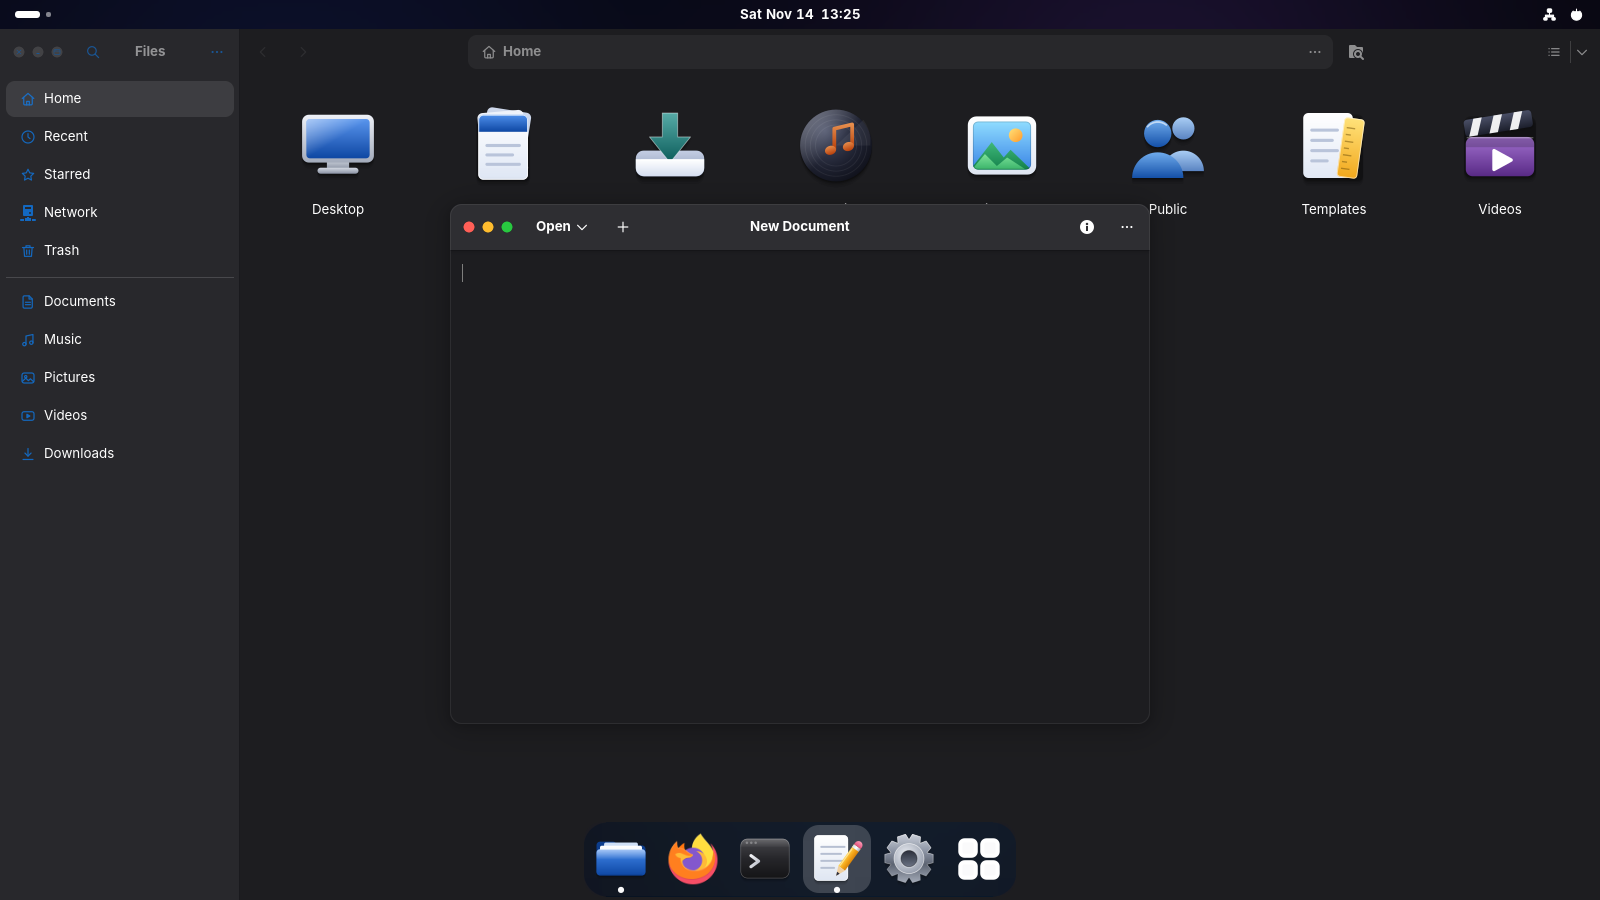 Sat Nov 14 13:25
Files
Home
Home
Recent
Starred
Network
Trash
Documents
Music
Pictures
Videos
Downloads
Desktop
Public
Templates
Videos
Open
New Document